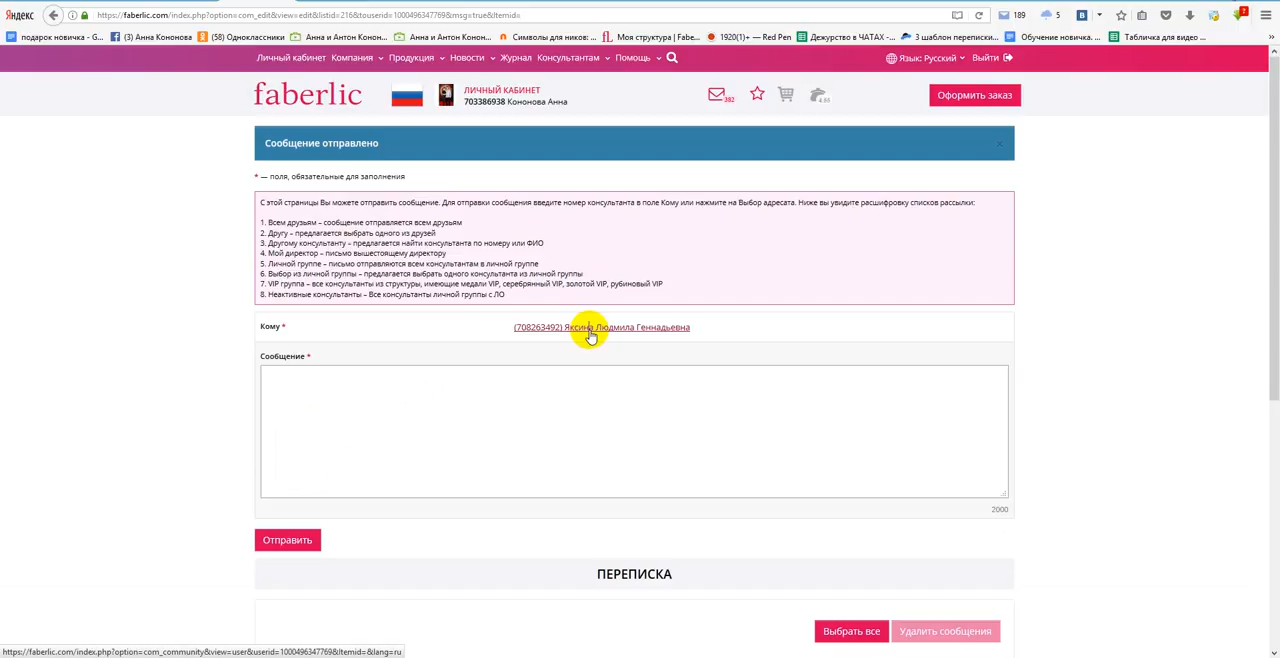 Яндекс
https://faberlic.com/index.php?option=com_edit&view=edit&listid=216&touserid=1000496347769&msg=true&Itemid=
189
5
2
подарок новичка - G...
(3) Анна Кононова
(58) Одноклассники
Анна и Антон Конон...
Анна и Антон Конон...
Символы для ников: ...
Моя структура | Fabe...
1920(1)+ — Red Pen
Дежурство в ЧАТАХ -...
3 шаблон переписки...
Обучение новичка. ...
Табличка для видео ...
Личный кабинет
Компания
Продукция
Новости
Журнал
Консультантам
Помощь
Язык: Русский
Выйти
faberlic
ЛИЧНЫЙ КАБИНЕТ
703386938 Кононова Анна
382
4.55
Оформить заказ
Сообщение отправлено
×
* — поля, обязательные для заполнения
С этой страницы Вы можете отправить сообщение. Для отправки сообщения введите номер консультанта в поле Кому или нажмите на Выбор адресата. Ниже вы увидите расшифровку списков рассылки:
1. Всем друзьям – сообщение отправляется всем друзьям
2. Другу – предлагается выбрать одного из друзей
3. Другому консультанту – предлагается найти консультанта по номеру или ФИО
4. Мой директор – письмо вышестоящему директору
5. Личной группе – письмо отправляются всем консультантам в личной группе
6. Выбор из личной группы – предлагается выбрать одного консультанта из личной группы
7. VIP группа – все консультанты из структуры, имеющие медали VIP, серебрянный VIP, золотой VIP, рубиновый VIP
8. Неактивные консультанты – Все консультанты личной группы с ЛО
Кому *
(708263492) Яксина Людмила Геннадьевна
Сообщение *
2000
Отправить
ПЕРЕПИСКА
Выбрать все
Удалить сообщения
https://faberlic.com/index.php?option=com_community&view=user&userid=1000496347769&Itemid=&lang=ru